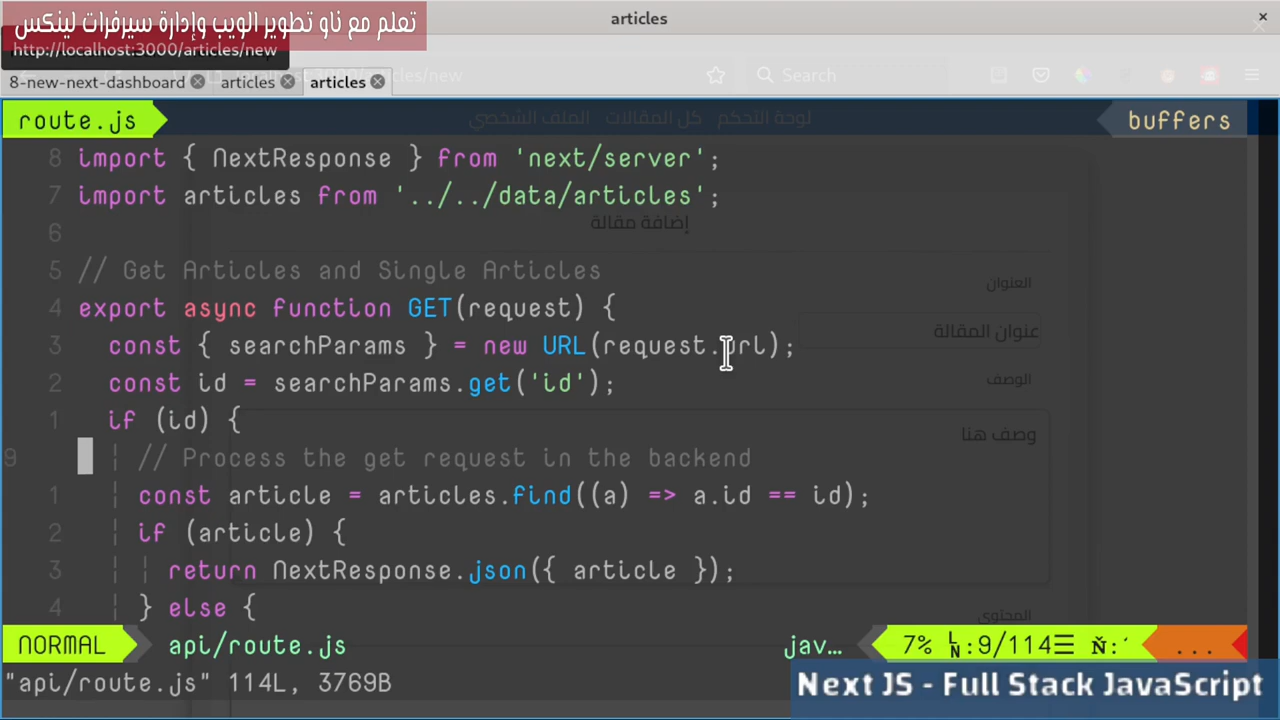 تعلم مع ناو تطوير الويب وإدارة سيرفرات لينكس
articles
http://localhost:3000/articles/new
Search
8-new-next-dashboard articles articles
route.js buffers
لوحة التحكم كل المقالات الملف الشخصي
8 import { NextResponse } from 'next/server';
7 import articles from '../../data/articles';
إضافة مقالة
6
5 // Get Articles and Single Articles
العنوان
4 export async function GET(request) {
عنوان المقالة
3 const { searchParams } = new URL(request.url);
الوصف
2 const id = searchParams.get('id');
1 if (id) {
وصف هنا
9 // Process the get request in the backend
1 const article = articles.find((a) => a.id == id);
2 if (article) {
3 return NextResponse.json({ article });
4 } else {
المحتوى
NORMAL api/route.js jav… 7% ㏑:9/114☰ ...
"api/route.js" 114L, 3769B
Next JS - Full Stack JavaScript